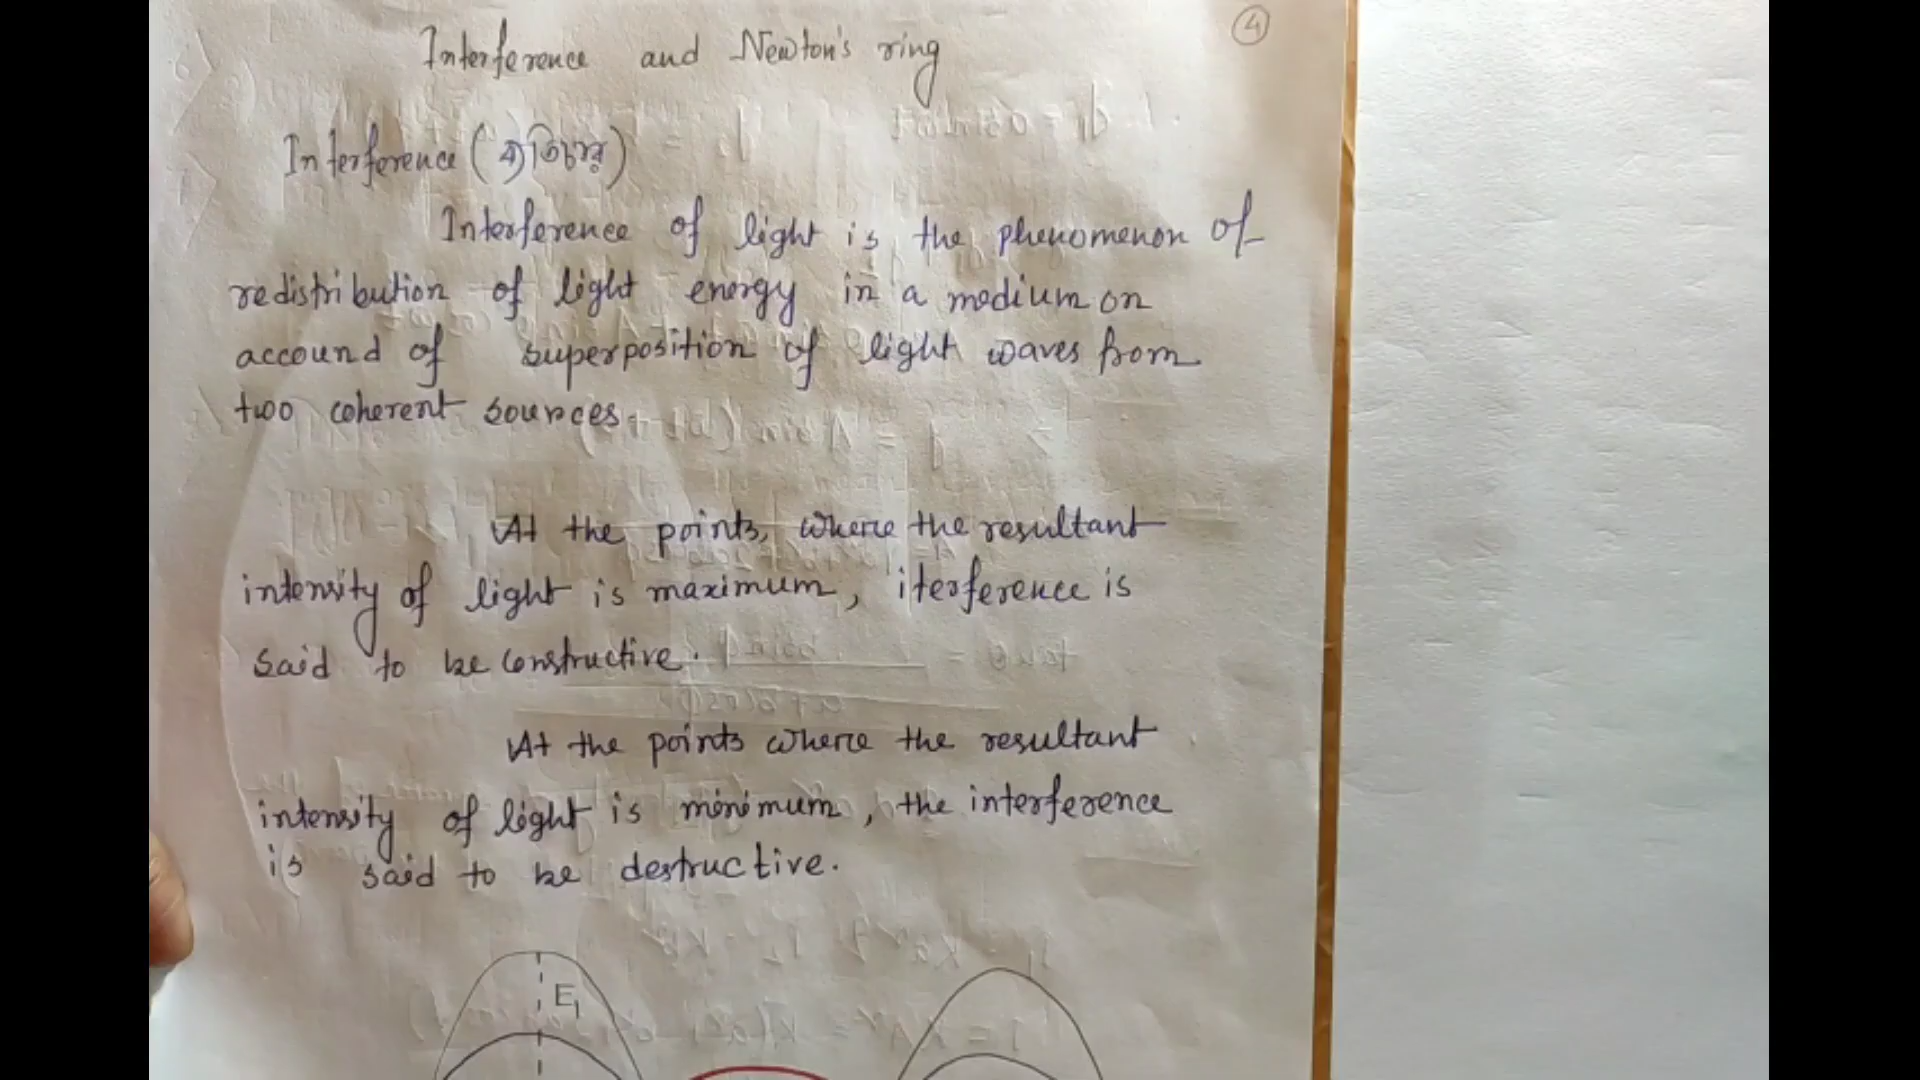 4
Interference and Newton's ring
Interference (ব্যতিচার)
Interference of light is the phenomenon of
redistribution of light energy in a medium on
accound of superposition of light waves from
two coherent sources.
At the points, where the resultant
intensity of light is maximum, iterference is
said to be constructive.
At the points where the resultant
intensity of light is minimum, the interference
is said to be destructive.
E₁